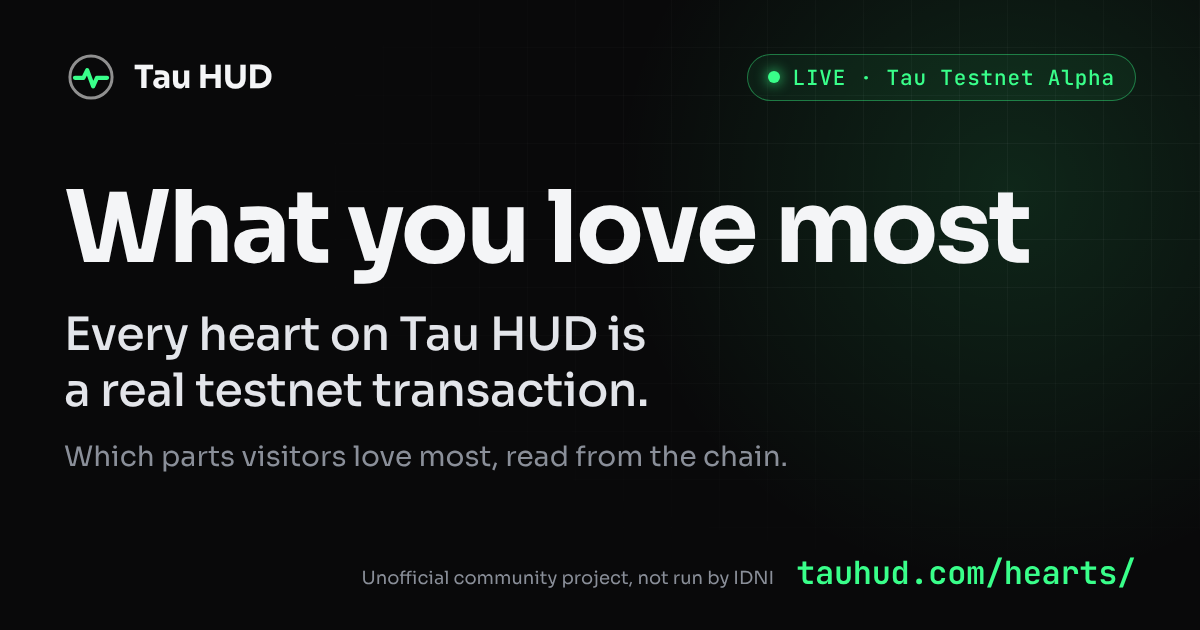 Tau HUD
LIVE · Tau Testnet Alpha
What you love most
Every heart on Tau HUD is
a real testnet transaction.
Which parts visitors love most, read from the chain.
Unofficial community project, not run by IDNI
tauhud.com/hearts/